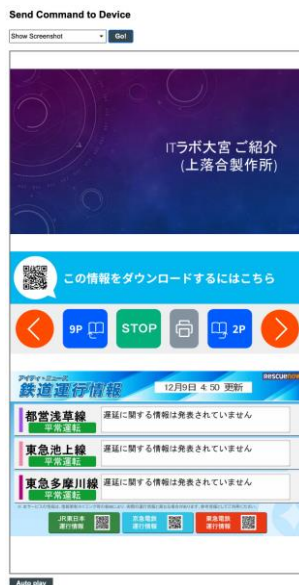 Send Command to Device
Show Screenshot
Go!
ITラボ大宮 ご紹介
(上落合製作所)
この情報をダウンロードするにはこちら
9P
STOP
2P
アイティ・ニュース
鉄道運行情報
12月9日 4:50 更新
都営浅草線
平常運転
遅延に関する情報は発表されていません
東急池上線
平常運転
遅延に関する情報は発表されていません
東急多摩川線
平常運転
遅延に関する情報は発表されていません
JR東日本
運行情報
京急電鉄
運行情報
東急電鉄
運行情報
Auto play